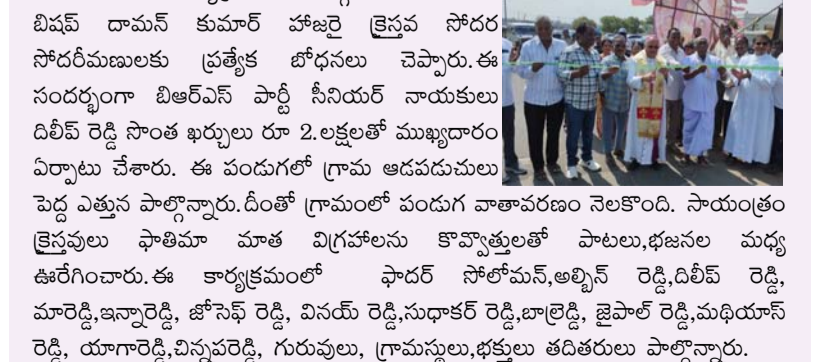 బిషప్ దామన్ కుమార్ హాజరై క్రైస్తవ సోదర
సోదరీమణులకు ప్రత్యేక బోధనలు చెప్పారు.ఈ
సందర్భంగా బిఆర్ఎస్ పార్టీ సీనియర్ నాయకులు
దిలీప్ రెడ్డి సొంత ఖర్చులు రూ 2.లక్షలతో ముఖ్యదారం
ఏర్పాటు చేశారు. ఈ పండుగలో గ్రామ ఆడపడుచులు
పెద్ద ఎత్తున పాల్గొన్నారు.దీంతో గ్రామంలో పండుగ వాతావరణం నెలకొంది. సాయంత్రం
క్రైస్తవులు ఫాతిమా మాత విగ్రహాలను కొవ్వొత్తులతో పాటలు,భజనల మధ్య
ఊరేగించారు.ఈ కార్యక్రమంలో ఫాదర్ సోలోమన్,అల్బిన్ రెడ్డి,దిలీప్ రెడ్డి,
మారెడ్డి,ఇన్నారెడ్డి, జోసెఫ్ రెడ్డి, వినయ్ రెడ్డి,సుధాకర్ రెడ్డి,బాల్రెడ్డి, జైపాల్ రెడ్డి,మథియాస్
రెడ్డి, యాగారెడ్డి,చిన్నపరెడ్డి, గురువులు, గ్రామస్థులు,భక్తులు తదితరులు పాల్గొన్నారు.